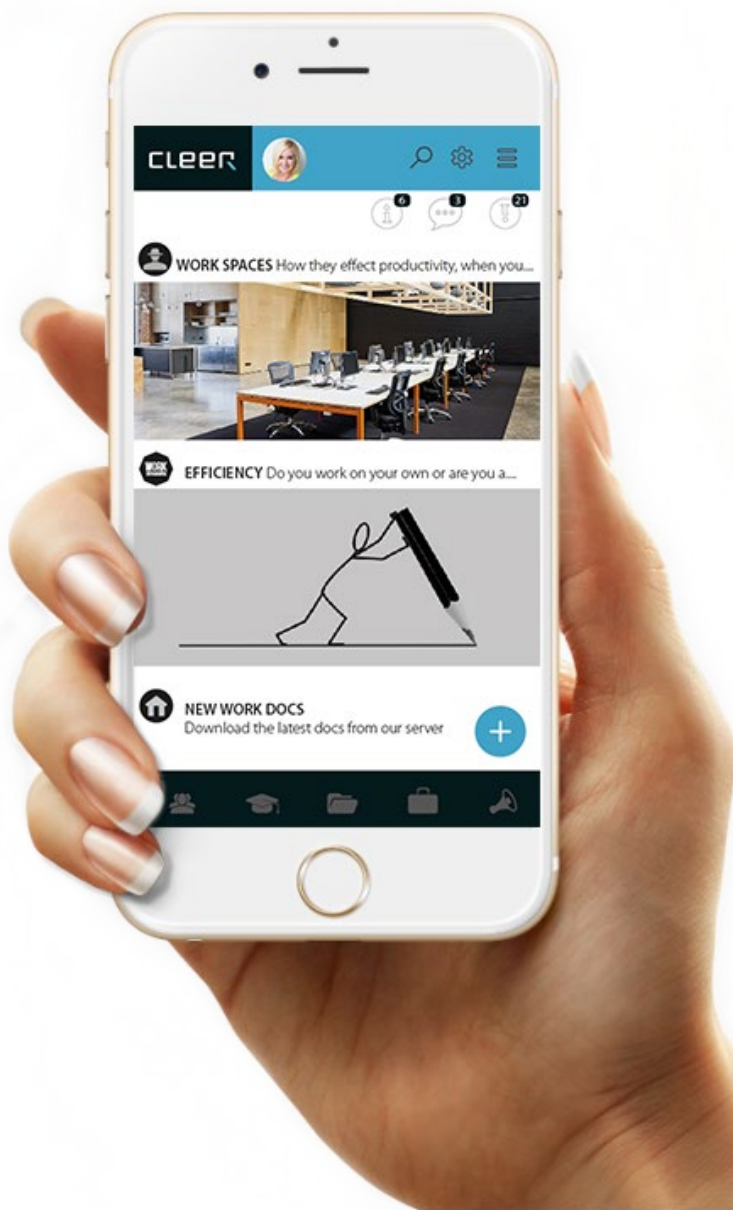 CLEER
6 3 21
WORK SPACES How they effect productivity, when you...
EFFICIENCY Do you work on your own or are you a....
NEW WORK DOCS
Download the latest docs from our server